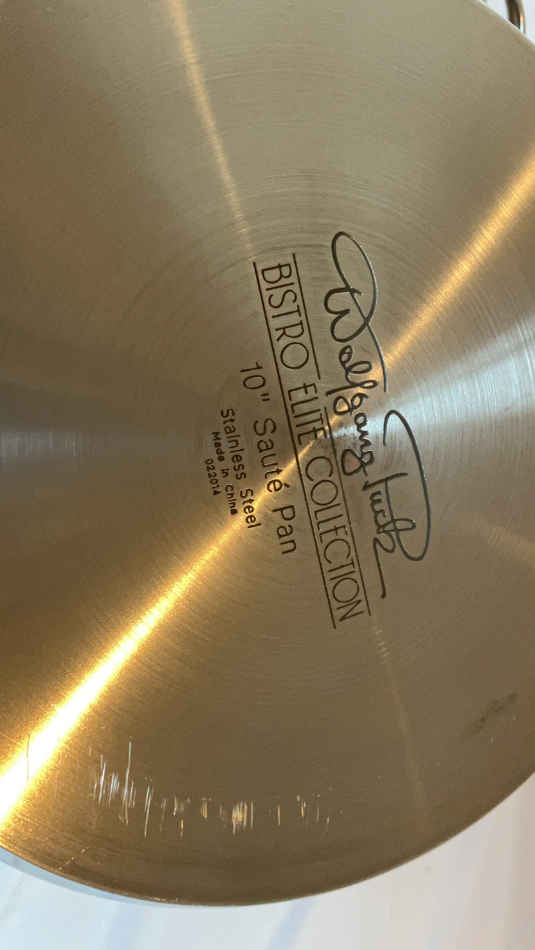 Wolfgang Puck
BISTRO ELITE COLLECTION
10" Sauté Pan
Stainless Steel
Made in China
022014